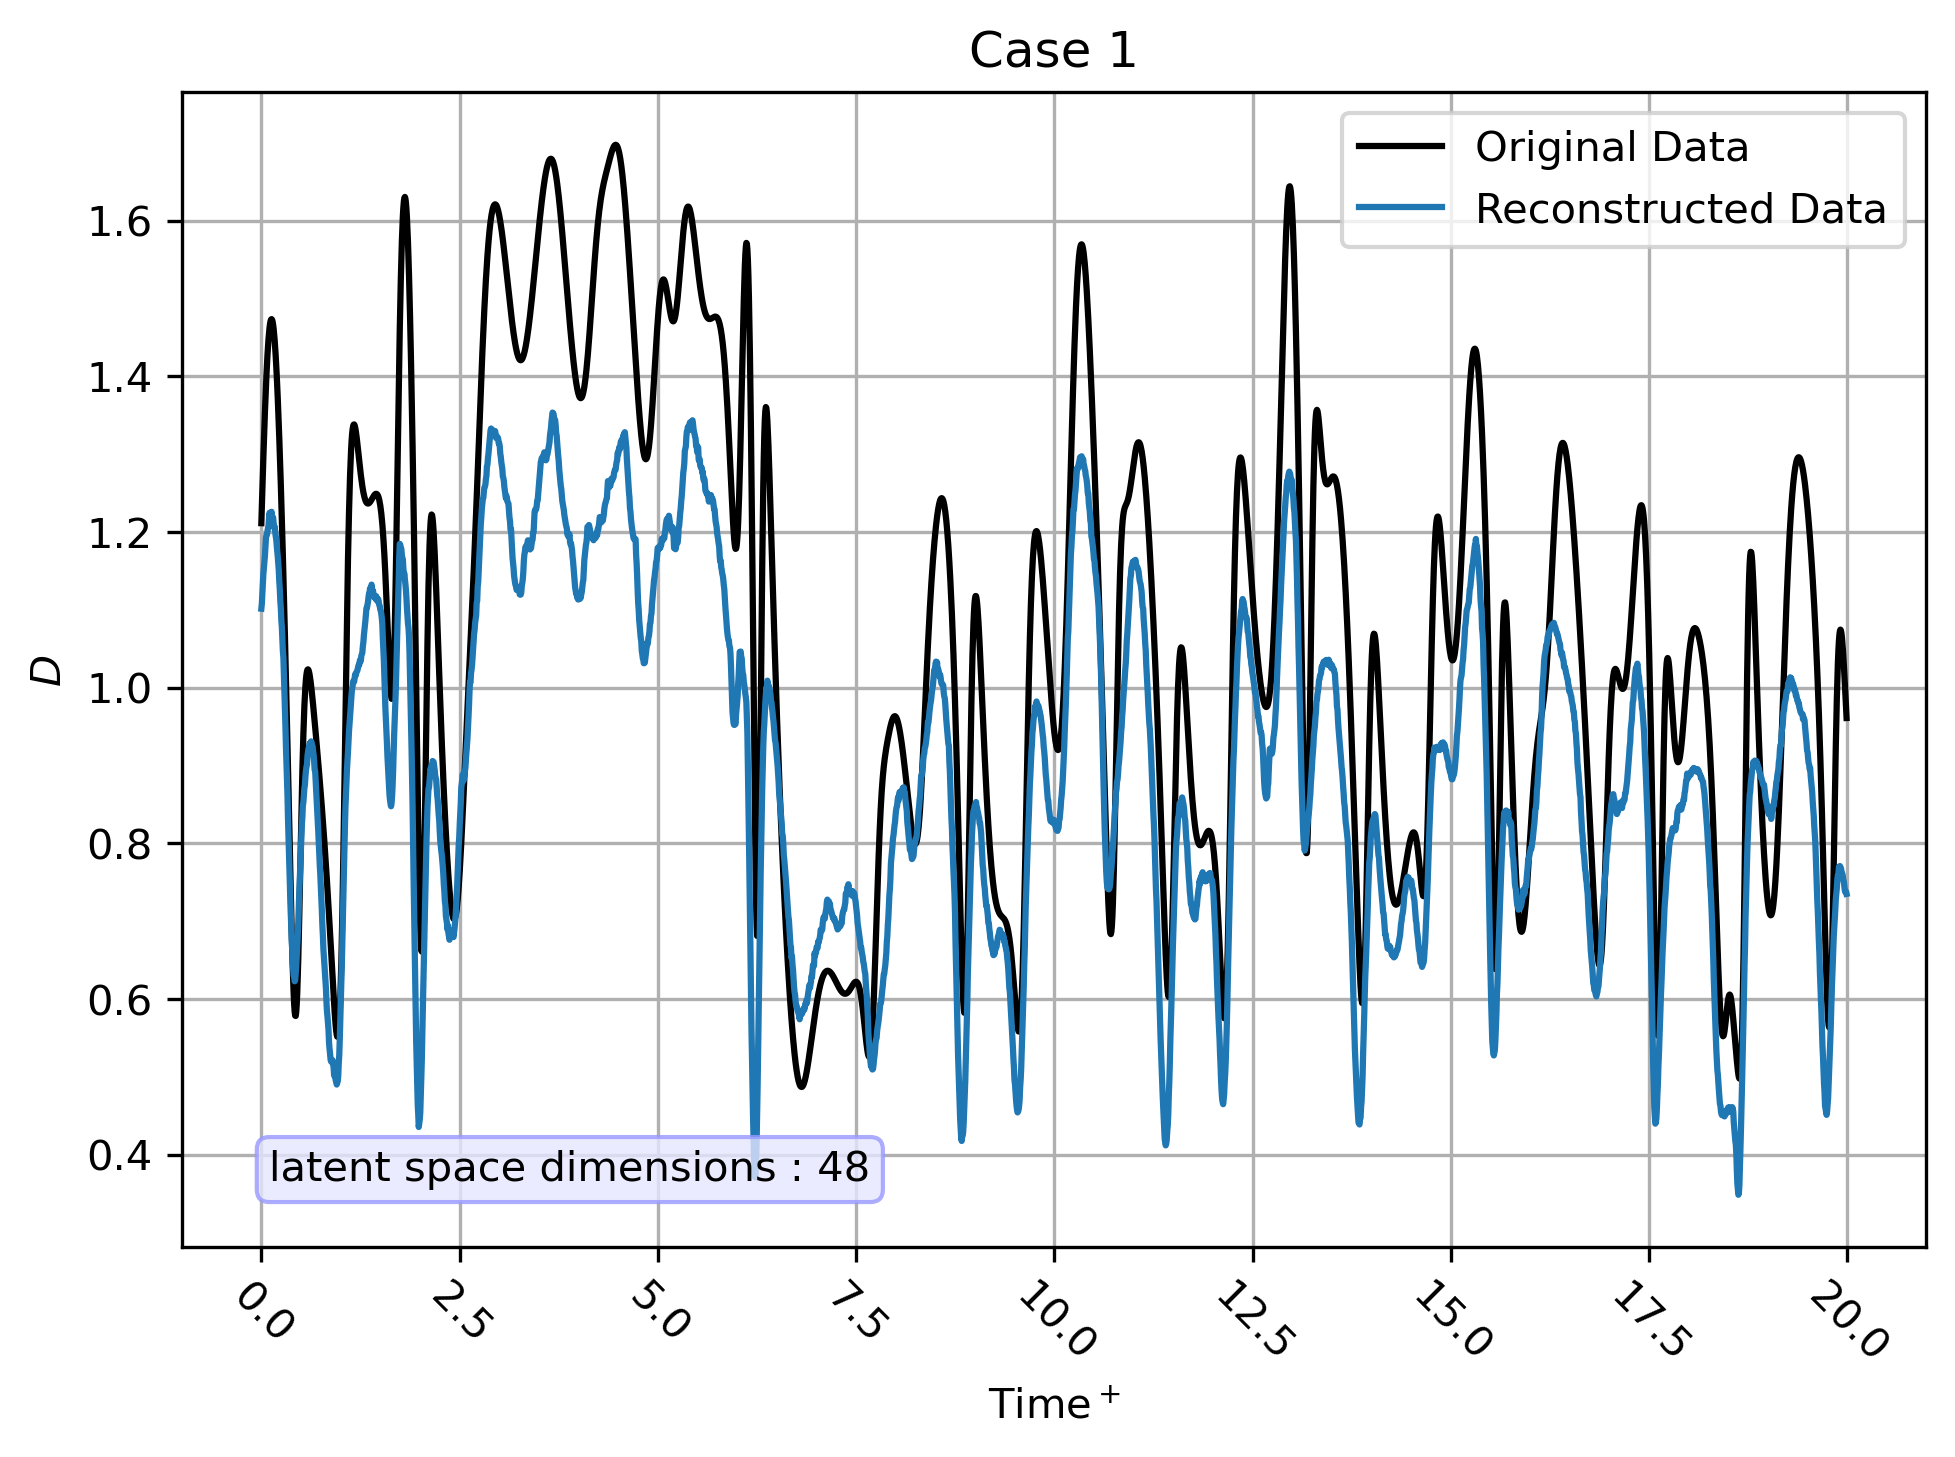 Case 1
Original Data
Reconstructed Data
D
1.6
1.4
1.2
1.0
0.8
0.6
0.4
latent space dimensions : 48
0.0
2.5
5.0
7.5
10.0
12.5
15.0
17.5
20.0
Time⁺